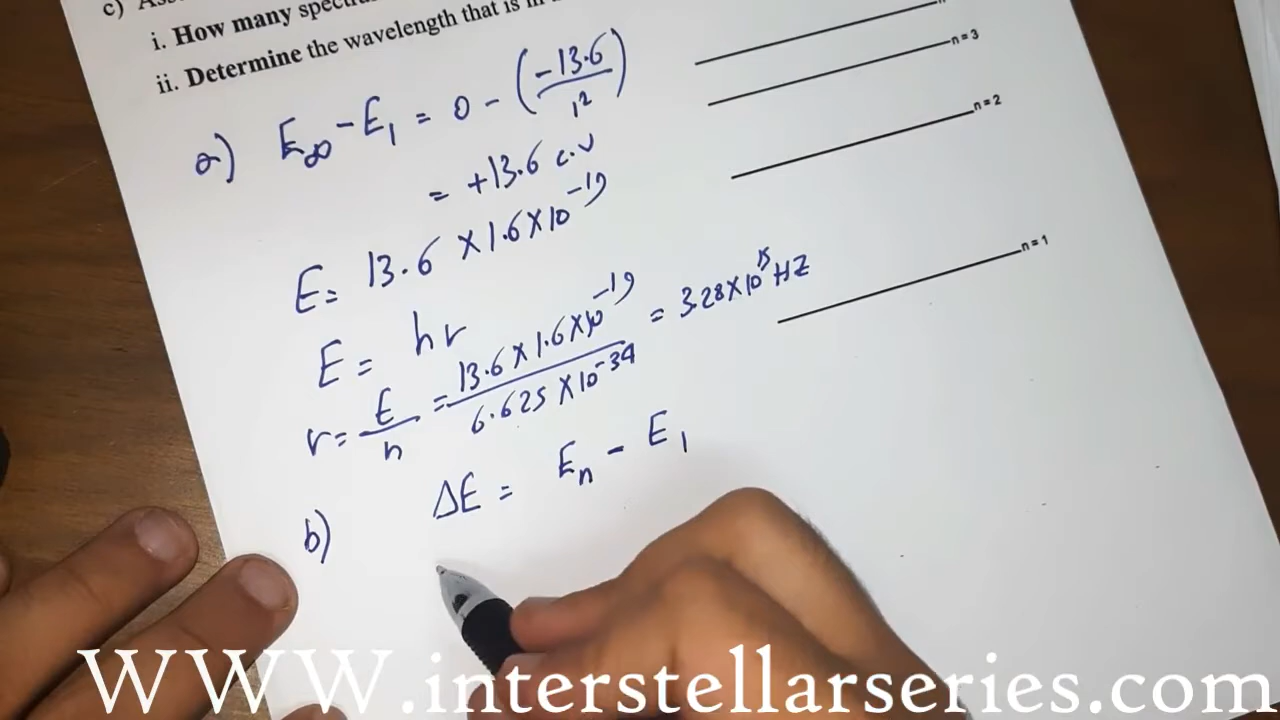 c)
i. How many
ii. Determine the wavelength that is in
n = 3
n = 2
n = 1
a) E∞ - E₁ = 0 - (-13.6 / 1²)
= +13.6 e.v
E = 13.6 × 1.6 × 10⁻¹⁹
E = hν
ν = E / h = 13.6 × 1.6 × 10⁻¹⁹ / 6.625 × 10⁻³⁴ = 3.28 × 10¹⁵ HZ
b) ΔE = Eₙ - E₁
WWW.interstellarseries.com